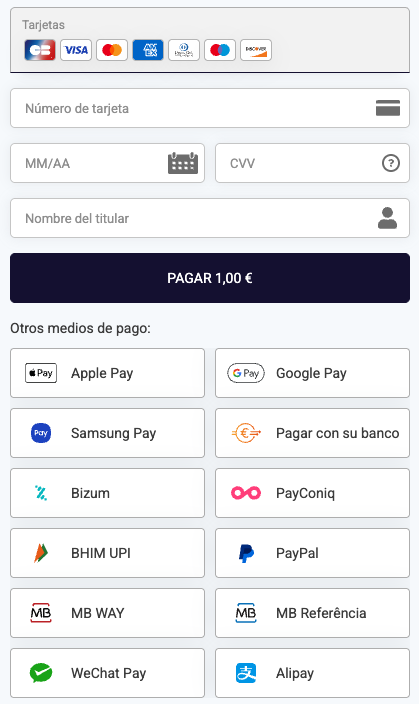 Tarjetas
CB VISA AMEX Diners Club DISCOVER
Número de tarjeta
MM/AA
CVV ?
Nombre del titular
PAGAR 1,00 €
Otros medios de pago:
Pay Apple Pay
G Pay Google Pay
Pay Samsung Pay
€ Pagar con su banco
Bizum
PayConiq
BHIM UPI
PayPal
MB MB WAY
MB MB Referência
WeChat Pay
支 Alipay